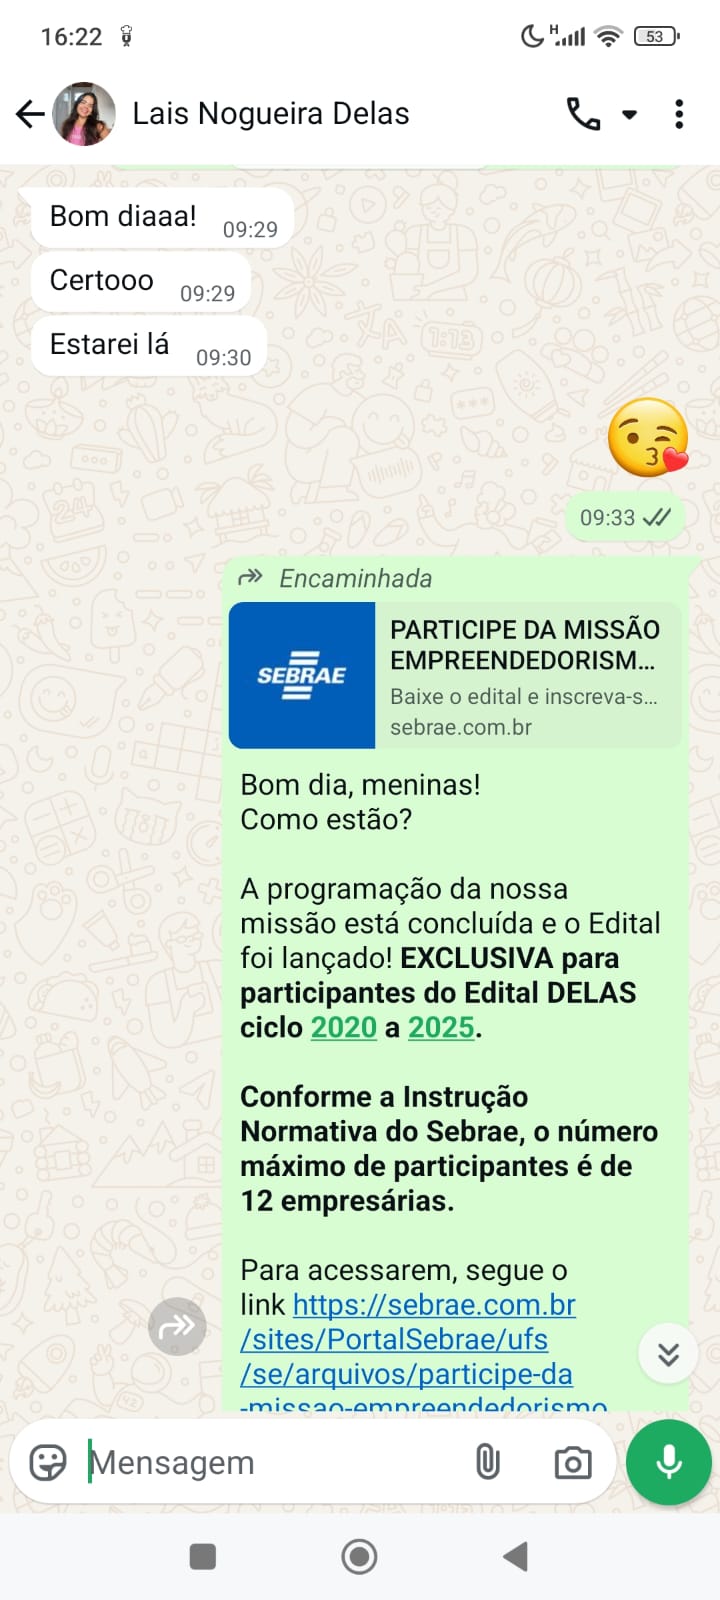 16:22
H
53
Lais Nogueira Delas
Bom diaaa! 09:29
Certooo 09:29
Estarei lá 09:30
09:33
Encaminhada
SEBRAE
PARTICIPE DA MISSÃO
EMPREENDEDORISM...
Baixe o edital e inscreva-s...
sebrae.com.br
Bom dia, meninas!
Como estão?
A programação da nossa
missão está concluída e o Edital
foi lançado! EXCLUSIVA para
participantes do Edital DELAS
ciclo 2020 a 2025.
Conforme a Instrução
Normativa do Sebrae, o número
máximo de participantes é de
12 empresárias.
Para acessarem, segue o
link https://sebrae.com.br
/sites/PortalSebrae/ufs
/se/arquivos/participe-da
-missao-empreendedorismo
Mensagem